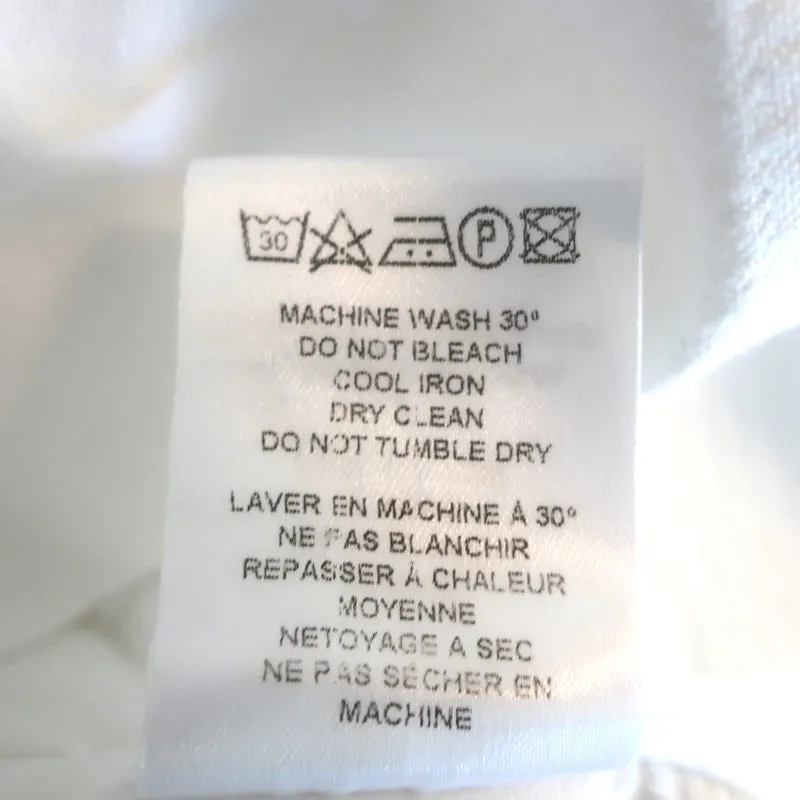 30 P
MACHINE WASH 30°
DO NOT BLEACH
COOL IRON
DRY CLEAN
DO NOT TUMBLE DRY
LAVER EN MACHINE À 30°
NE PAS BLANCHIR
REPASSER À CHALEUR
MOYENNE
NETOYAGE A SEC
NE PAS SÉCHER EN
MACHINE